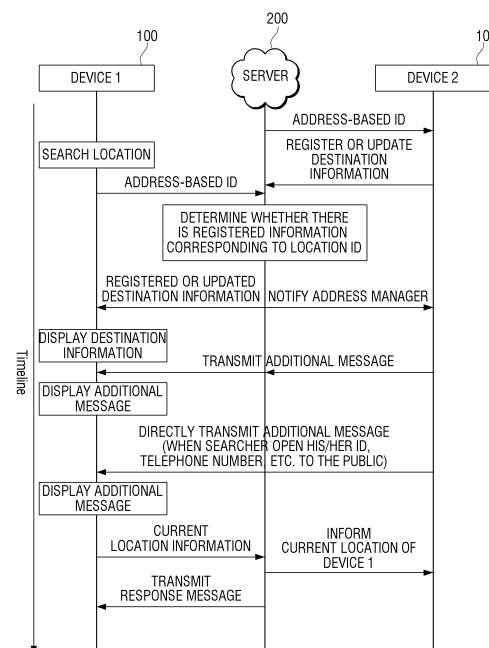 100
200
10
DEVICE 1
SERVER
DEVICE 2
ADDRESS-BASED ID
SEARCH LOCATION
REGISTER OR UPDATE
DESTINATION
INFORMATION
ADDRESS-BASED ID
DETERMINE WHETHER THERE
IS REGISTERED INFORMATION
CORRESPONDING TO LOCATION ID
REGISTERED OR UPDATED
DESTINATION INFORMATION
NOTIFY ADDRESS MANAGER
DISPLAY DESTINATION
INFORMATION
TRANSMIT ADDITIONAL MESSAGE
Timeline
DISPLAY ADDITIONAL
MESSAGE
DIRECTLY TRANSMIT ADDITIONAL MESSAGE
(WHEN SEARCHER OPEN HIS/HER ID,
TELEPHONE NUMBER, ETC. TO THE PUBLIC)
DISPLAY ADDITIONAL
MESSAGE
CURRENT
LOCATION INFORMATION
INFORM
CURRENT LOCATION OF
DEVICE 1
TRANSMIT
RESPONSE MESSAGE